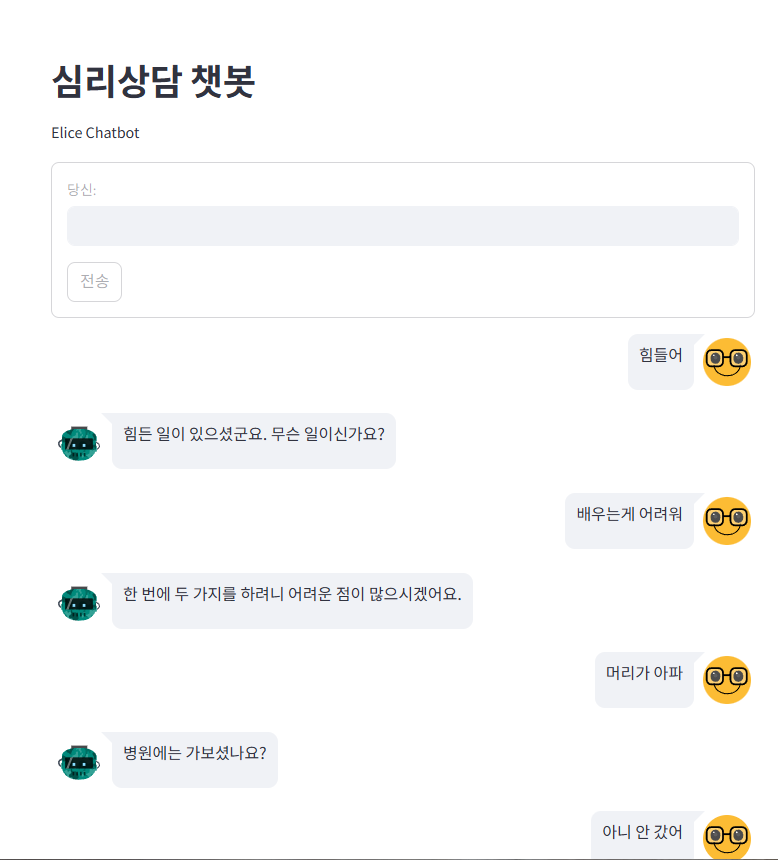 심리상담 챗봇
Elice Chatbot
당신:
전송
힘들어
힘든 일이 있으셨군요. 무슨 일이신가요?
배우는게 어려워
한 번에 두 가지를 하려니 어려운 점이 많으시겠어요.
머리가 아파
병원에는 가보셨나요?
아니 안 갔어